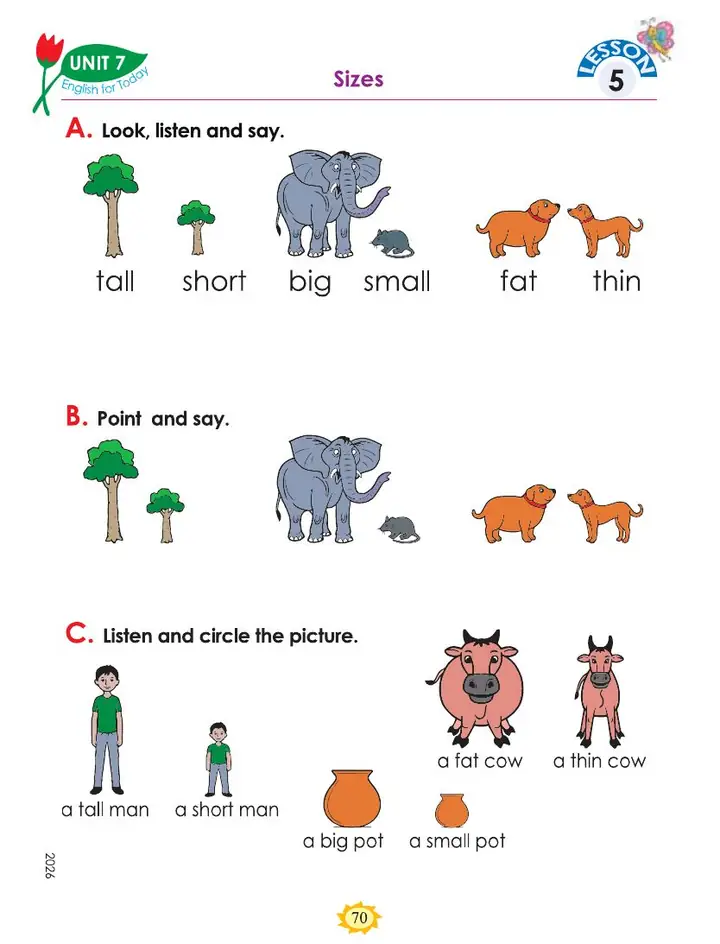 UNIT 7
English for Today
Sizes
LESSON
5
A. Look, listen and say.
tall short big small fat thin
B. Point and say.
C. Listen and circle the picture.
a fat cow a thin cow
a tall man a short man
a big pot a small pot
2026
70